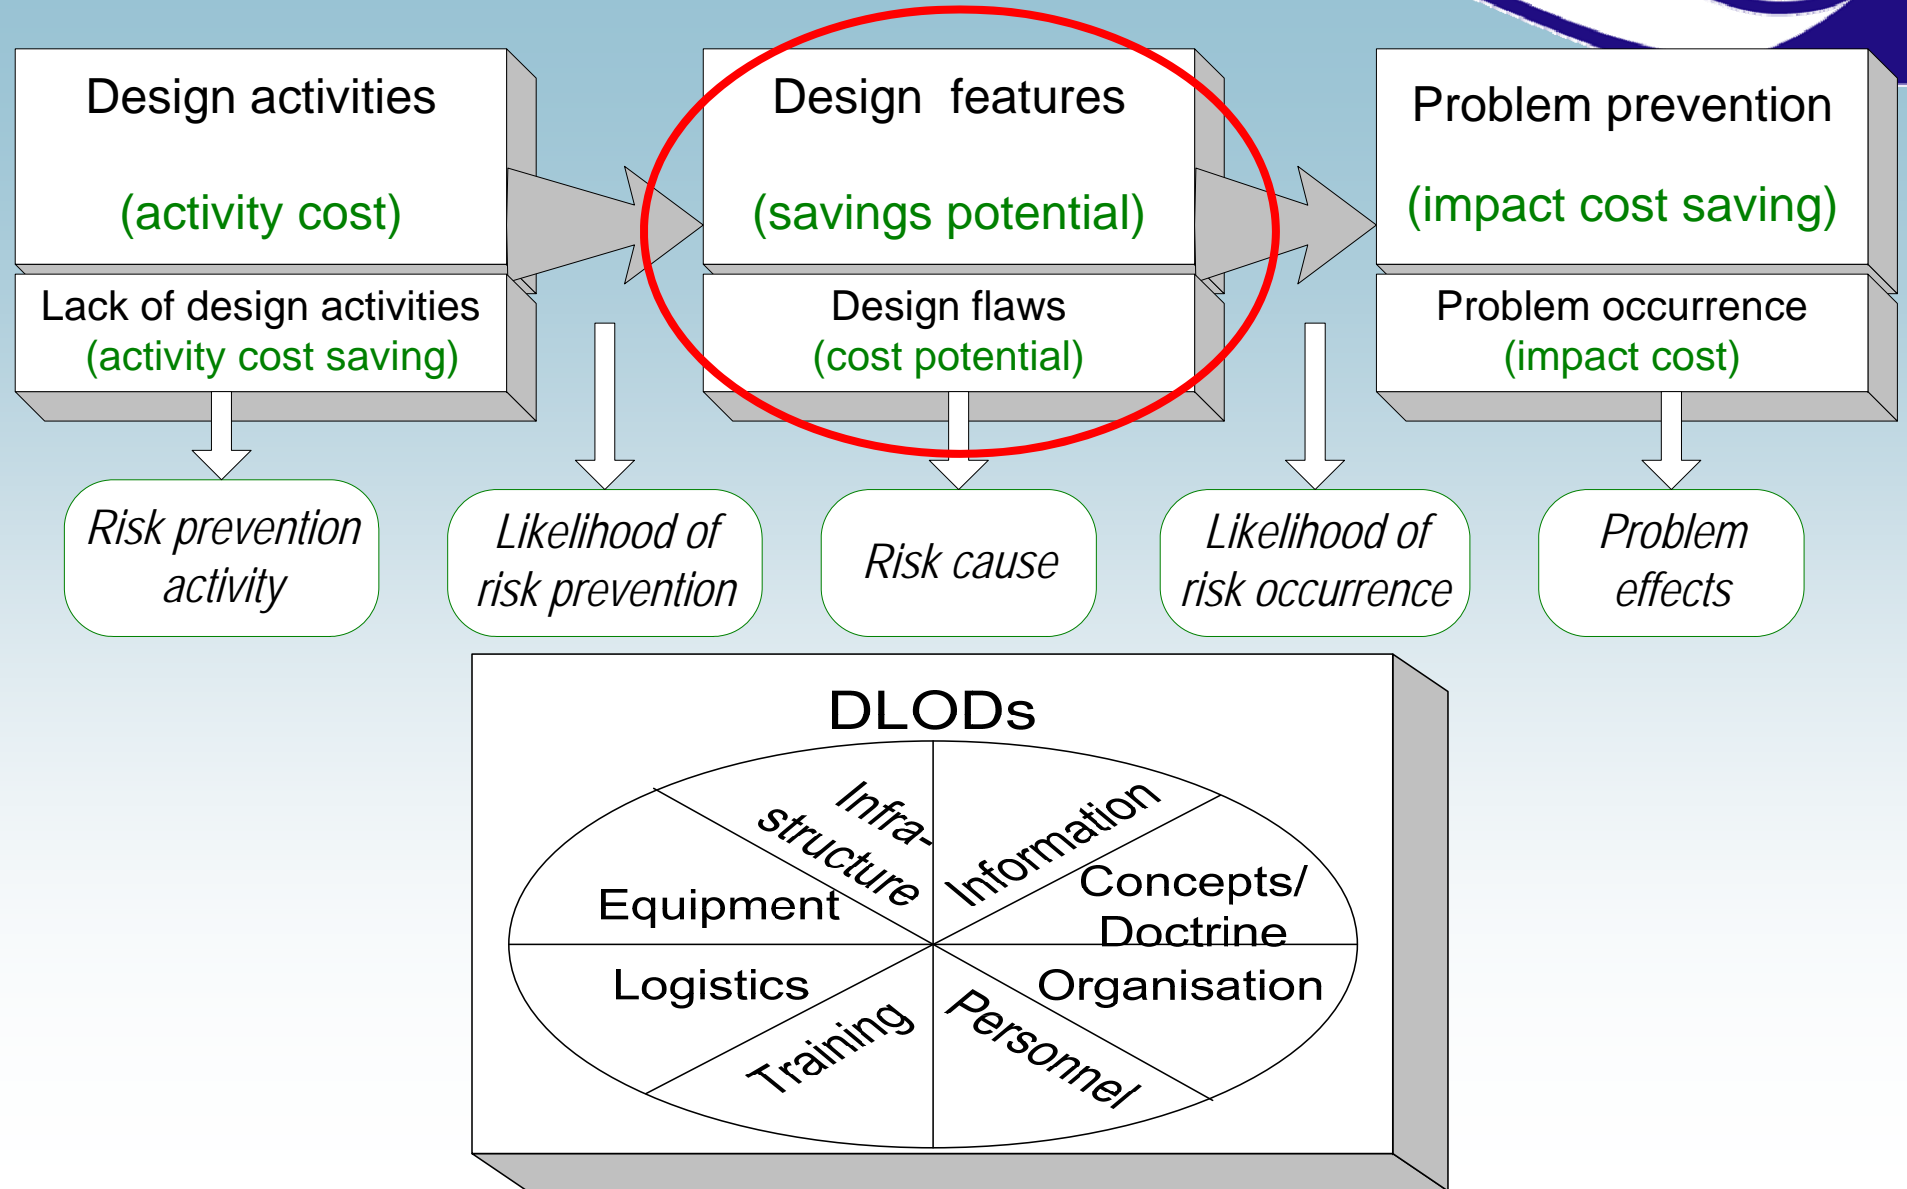 Design activities
(activity cost)
Lack of design activities
(activity cost saving)
Design features
(savings potential)
Design flaws
(cost potential)
Problem prevention
(impact cost saving)
Problem occurrence
(impact cost)
Risk prevention
activity
Likelihood of
risk prevention
Risk cause
Likelihood of
risk occurrence
Problem
effects
DLODs
Infra-
structure
Information
Equipment
Concepts/
Doctrine
Logistics
Organisation
Training
Personnel